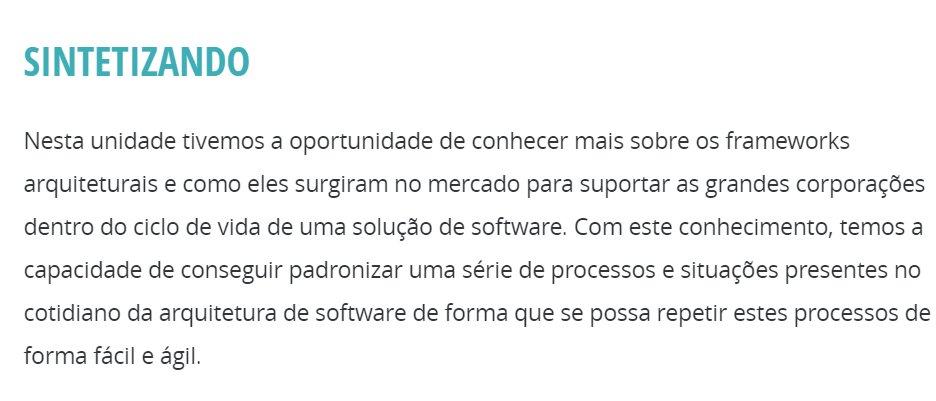 SINTETIZANDO
Nesta unidade tivemos a oportunidade de conhecer mais sobre os frameworks
arquiteturais e como eles surgiram no mercado para suportar as grandes corporações
dentro do ciclo de vida de uma solução de software. Com este conhecimento, temos a
capacidade de conseguir padronizar uma série de processos e situações presentes no
cotidiano da arquitetura de software de forma que se possa repetir estes processos de
forma fácil e ágil.